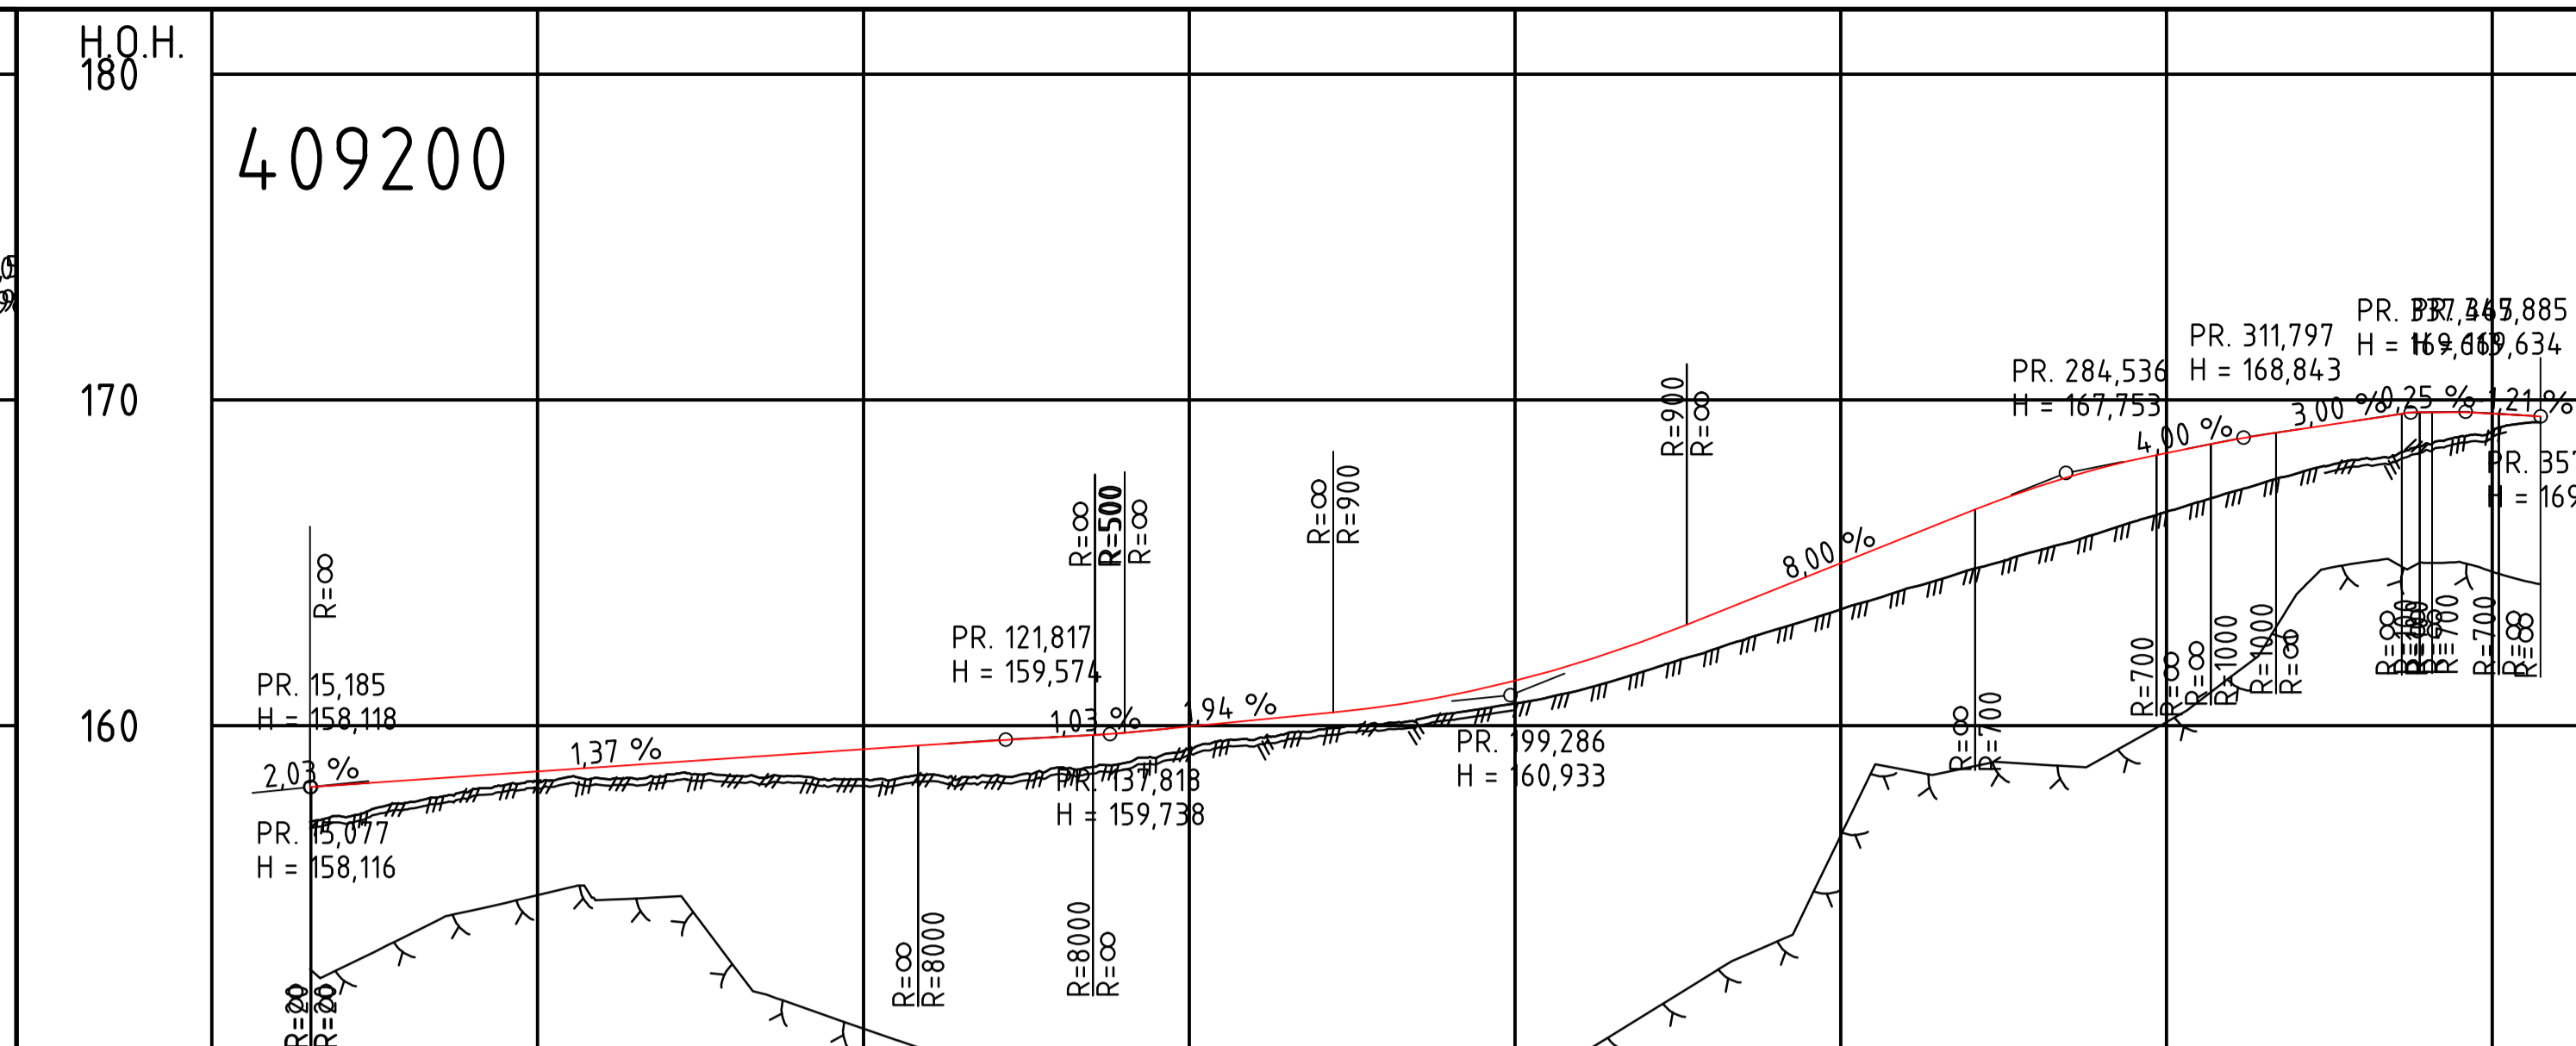 H.O.H.
180
409200
170
160
R=∞
PR. 15,185
H = 158,118
2,03 %
PR. 15,077
H = 158,116
1,37 %
R=∞
R=8000
PR. 121,817
H = 159,574
R=∞
R=500
R=∞
1,03 %
PR. 137,818
H = 159,738
R=8000
R=∞
1,94 %
R=∞
R=900
PR. 199,286
H = 160,933
R=900
R=∞
8,00 %
R=∞
R=700
PR. 284,536
H = 167,753
4,00 %
R=700
R=∞
PR. 311,797
H = 168,843
R=∞
R=1000
R=1000
R=∞
3,00 %
0,25 %
1,21 %
R=∞
R=700
R=700
R=∞
R=∞